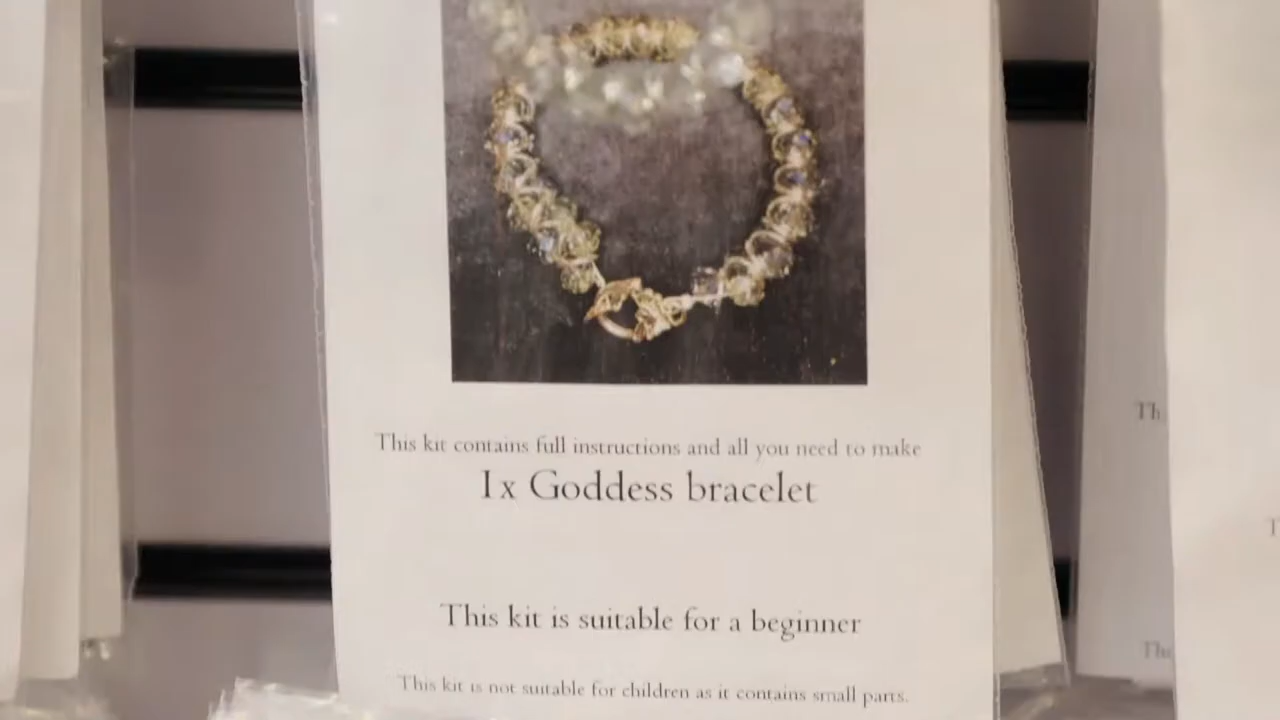 This kit contains full instructions and all you need to make
1x Goddess bracelet
This kit is suitable for a beginner
This kit is not suitable for children as it contains small parts.